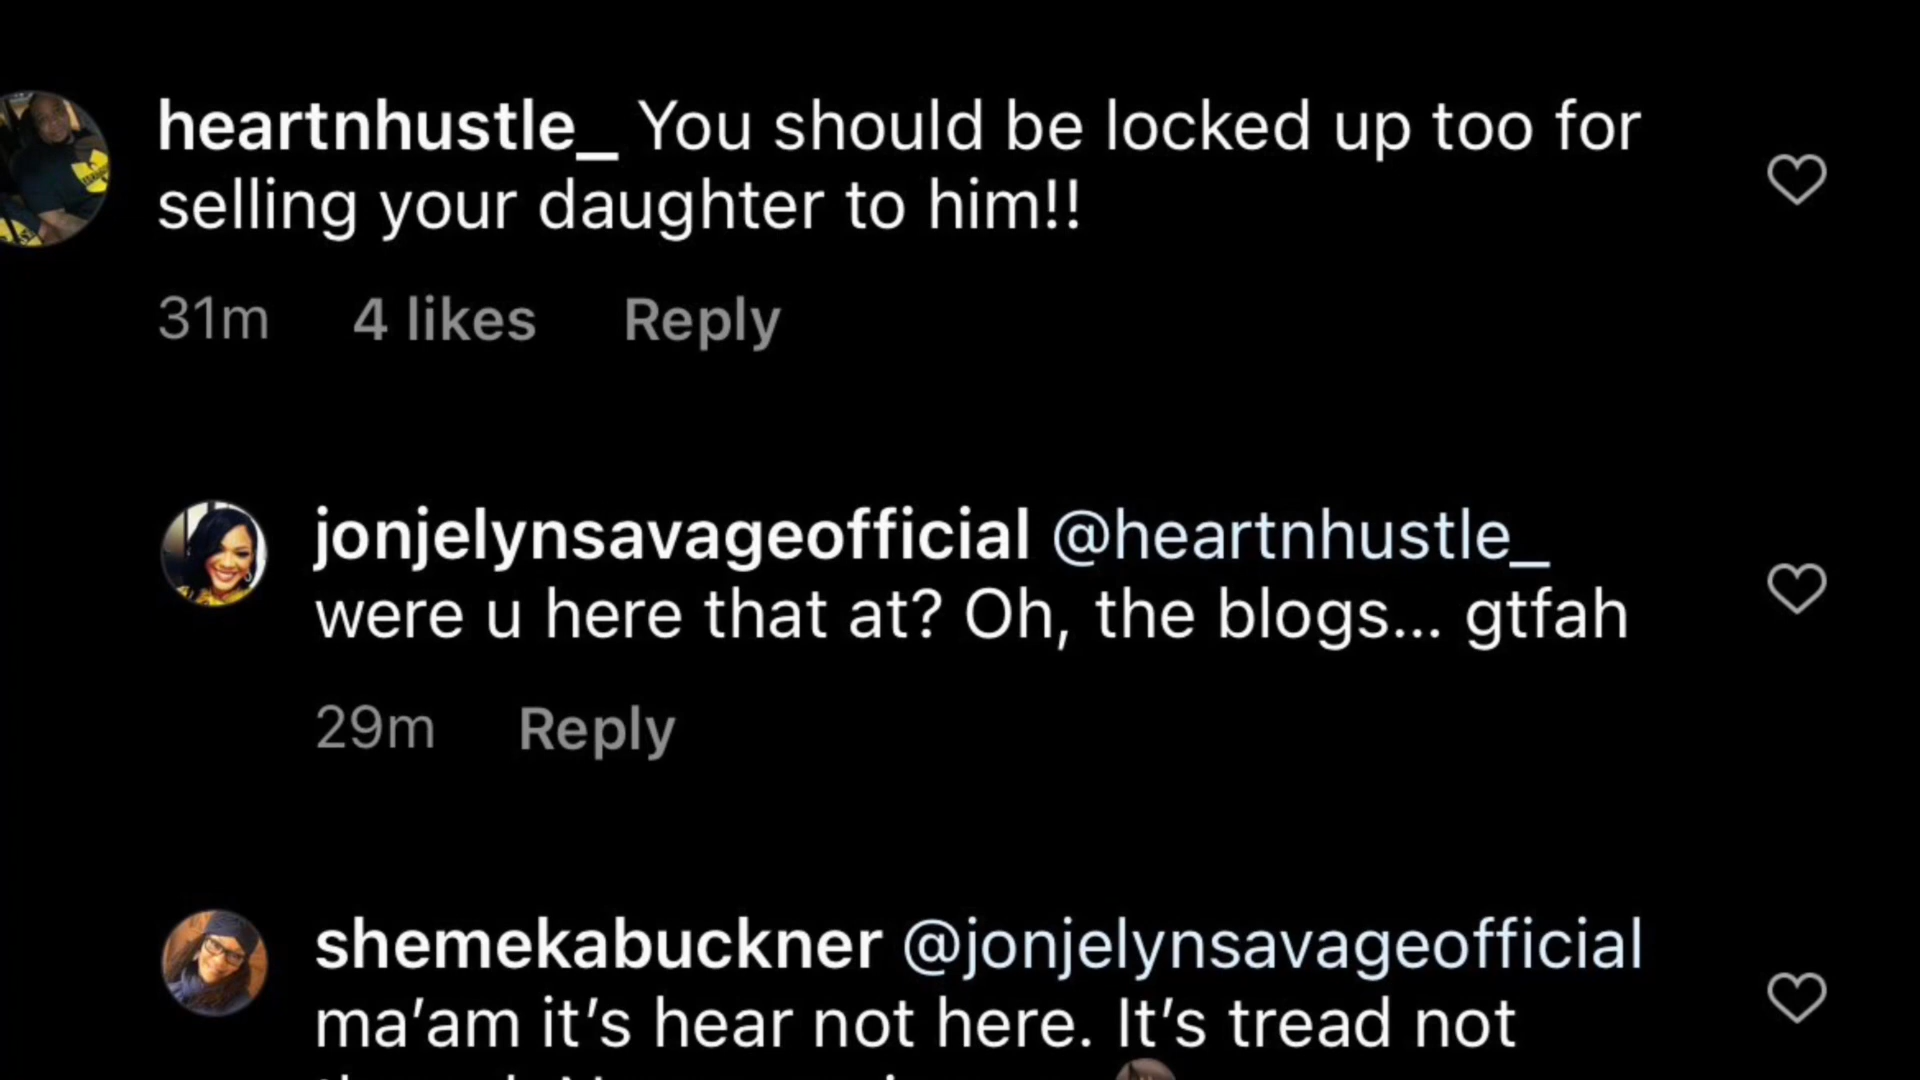 heartnhustle_ You should be locked up too for
selling your daughter to him!!
31m 4 likes Reply
jonjelynsavageofficial @heartnhustle_
were u here that at? Oh, the blogs... gtfah
29m Reply
shemekabuckner @jonjelynsavageofficial
ma’am it’s hear not here. It’s tread not